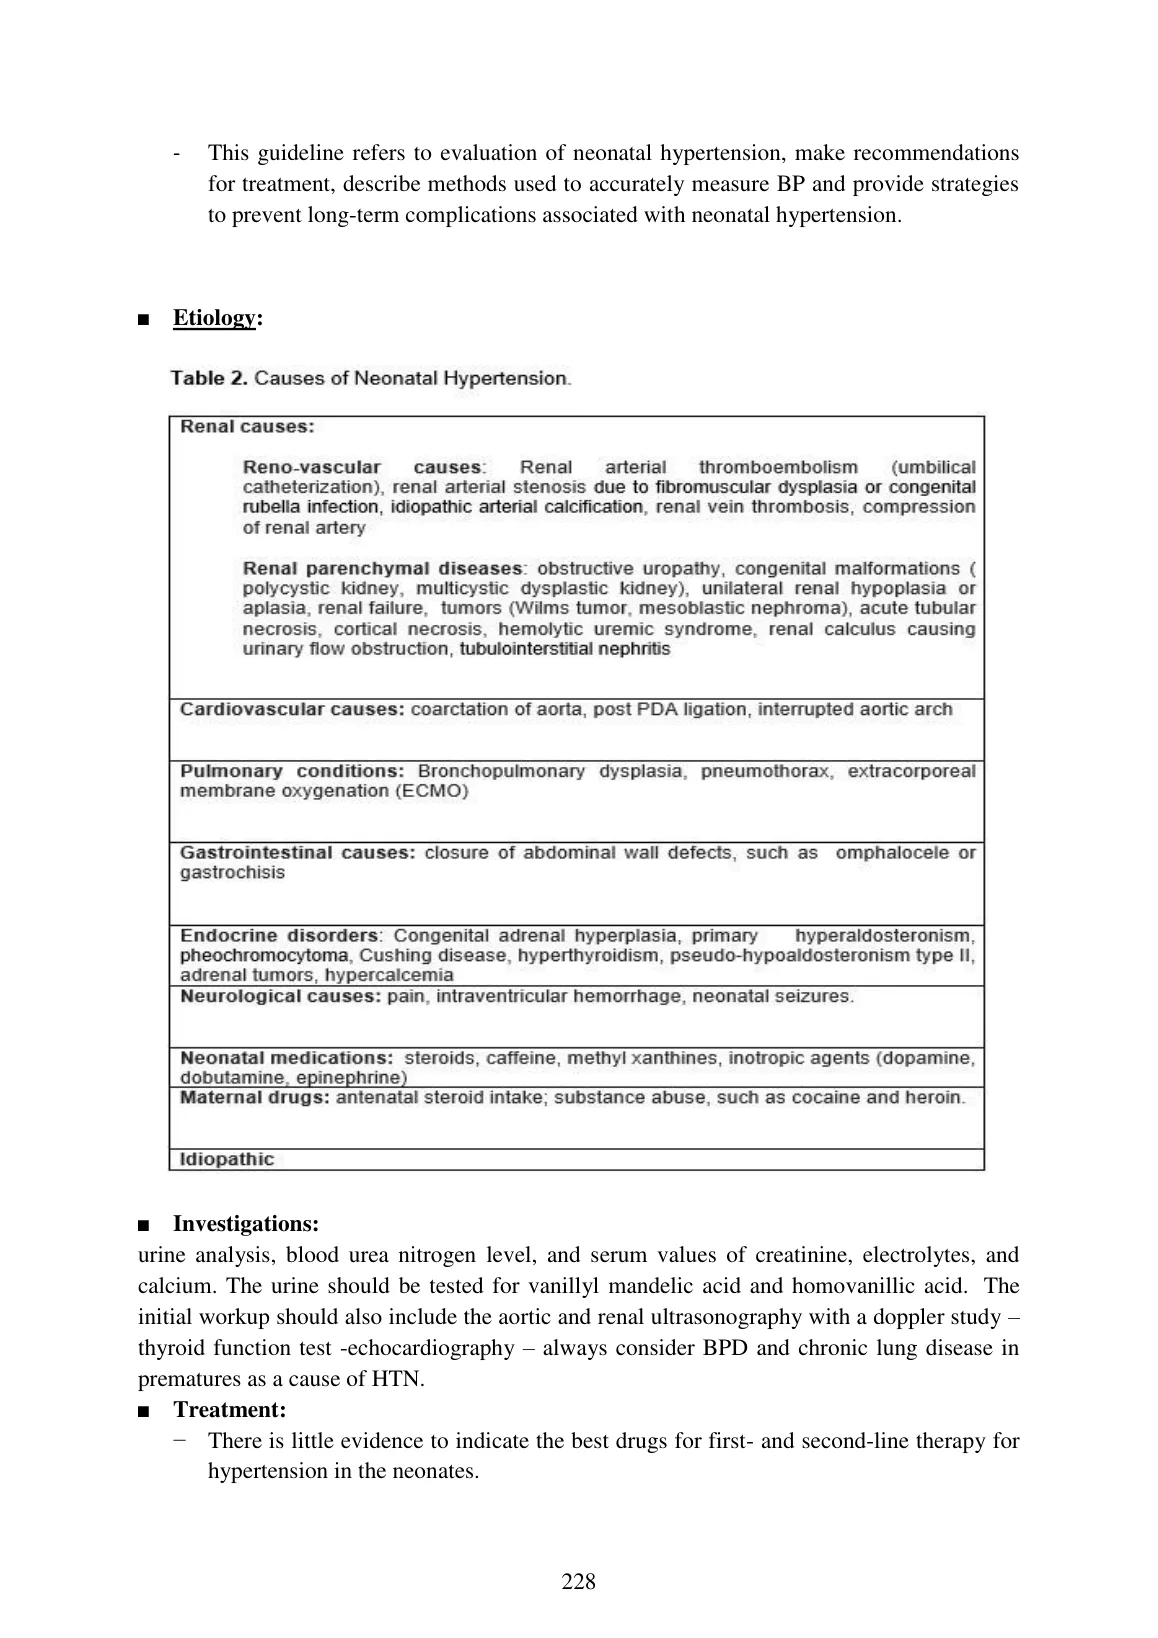 - This guideline refers to evaluation of neonatal hypertension, make recommendations
for treatment, describe methods used to accurately measure BP and provide strategies
to prevent long-term complications associated with neonatal hypertension.
■ Etiology:
Table 2. Causes of Neonatal Hypertension.
Renal causes:
Reno-vascular causes: Renal arterial thromboembolism (umbilical
catheterization), renal arterial stenosis due to fibromuscular dysplasia or congenital
rubella infection, idiopathic arterial calcification, renal vein thrombosis, compression
of renal artery
Renal parenchymal diseases: obstructive uropathy, congenital malformations (
polycystic kidney, multicystic dysplastic kidney), unilateral renal hypoplasia or
aplasia, renal failure, tumors (Wilms tumor, mesoblastic nephroma), acute tubular
necrosis, cortical necrosis, hemolytic uremic syndrome, renal calculus causing
urinary flow obstruction, tubulointerstitial nephritis
Cardiovascular causes: coarctation of aorta, post PDA ligation, interrupted aortic arch
Pulmonary conditions: Bronchopulmonary dysplasia, pneumothorax, extracorporeal
membrane oxygenation (ECMO)
Gastrointestinal causes: closure of abdominal wall defects, such as omphalocele or
gastrochisis
Endocrine disorders: Congenital adrenal hyperplasia, primary hyperaldosteronism,
pheochromocytoma, Cushing disease, hyperthyroidism, pseudo-hypoaldosteronism type II,
adrenal tumors, hypercalcemia
Neurological causes: pain, intraventricular hemorrhage, neonatal seizures.
Neonatal medications: steroids, caffeine, methyl xanthines, inotropic agents (dopamine,
dobutamine, epinephrine)
Maternal drugs: antenatal steroid intake; substance abuse, such as cocaine and heroin.
Idiopathic
■ Investigations:
urine analysis, blood urea nitrogen level, and serum values of creatinine, electrolytes, and
calcium. The urine should be tested for vanillyl mandelic acid and homovanillic acid. The
initial workup should also include the aortic and renal ultrasonography with a doppler study –
thyroid function test -echocardiography – always consider BPD and chronic lung disease in
prematures as a cause of HTN.
■ Treatment:
− There is little evidence to indicate the best drugs for first- and second-line therapy for
hypertension in the neonates.
228